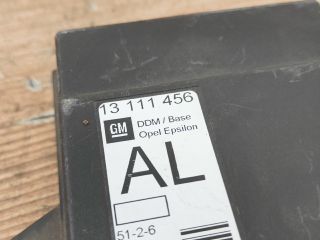 13 111 456
GM DDM / Base
Opel Epsilon
AL
51-2-6